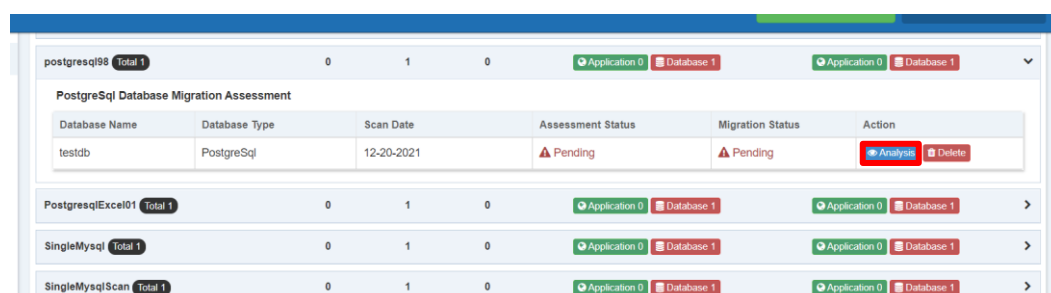 postgresql98 Total 1 0 1 0 Application 0 Database 1 Application 0 Database 1
PostgreSql Database Migration Assessment
Database Name Database Type Scan Date Assessment Status Migration Status Action
testdb PostgreSql 12-20-2021 Pending Pending Analysis Delete
PostgresqlExcel01 Total 1 0 1 0 Application 0 Database 1 Application 0 Database 1
SingleMysql Total 1 0 1 0 Application 0 Database 1 Application 0 Database 1
SingleMysqlScan Total 1 0 1 0 Application 0 Database 1 Application 0 Database 1